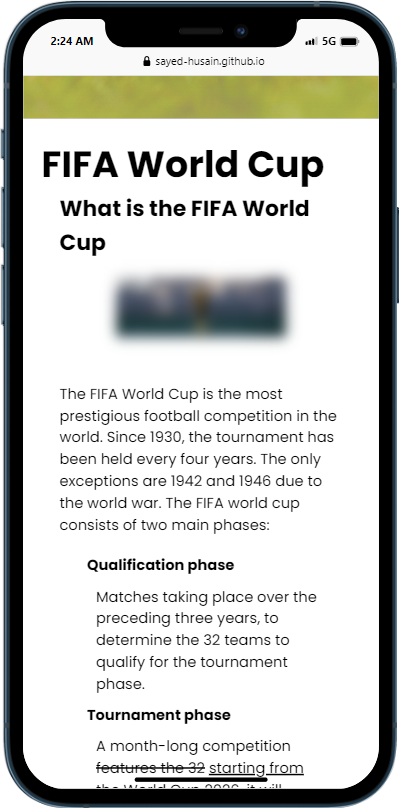 2:24 AM
5G
sayed-husain.github.io
FIFA World Cup
What is the FIFA World
Cup
The FIFA World Cup is the most
prestigious football competition in the
world. Since 1930, the tournament has
been held every four years. The only
exceptions are 1942 and 1946 due to
the world war. The FIFA world cup
consists of two main phases:
Qualification phase
Matches taking place over the
preceding three years, to
determine the 32 teams to
qualify for the tournament
phase.
Tournament phase
A month-long competition
features the 32 starting from
the World Cup 2026, it will